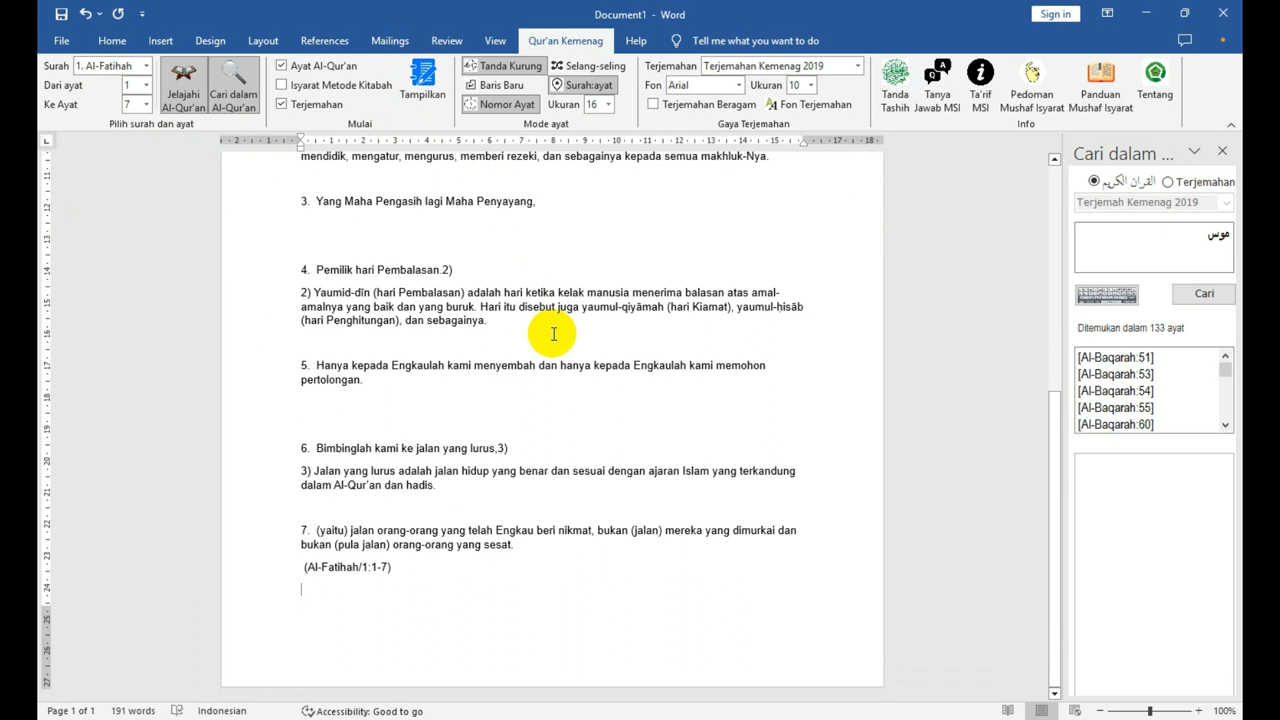 Document1 - Word
Sign in
File Home Insert Design Layout References Mailings Review View Qur'an Kemenag Help Tell me what you want to do
Surah 1. Al-Fatihah
Dari ayat 1
Ke Ayat 7
Jelajahi Al-Qur'an
Cari dalam Al-Qur'an
Pilih surah dan ayat
Ayat Al-Qur'an
Isyarat Metode Kitabah
Terjemahan
Tampilkan
Mulai
Tanda Kurung Selang-seling
Baris Baru Surah:ayat
Nomor Ayat Ukuran 16
Mode ayat
Terjemahan Terjemahan Kemenag 2019
Fon Arial Ukuran 10
Terjemahan Beragam Fon Terjemahan
Gaya Terjemahan
Tanda Tashih
Tanya Jawab MSI
Ta'rif MSI
Pedoman Mushaf Isyarat
Panduan Mushaf Isyarat
Tentang
Info
mendidik, mengatur, mengurus, memberi rezeki, dan sebagainya kepada semua makhluk-Nya.
3. Yang Maha Pengasih lagi Maha Penyayang,
4. Pemilik hari Pembalasan.2)
2) Yaumid-dīn (hari Pembalasan) adalah hari ketika kelak manusia menerima balasan atas amal-
amalnya yang baik dan yang buruk. Hari itu disebut juga yaumul-qiyāmah (hari Kiamat), yaumul-ḥisāb
(hari Penghitungan), dan sebagainya.
5. Hanya kepada Engkaulah kami menyembah dan hanya kepada Engkaulah kami memohon
pertolongan.
6. Bimbinglah kami ke jalan yang lurus,3)
3) Jalan yang lurus adalah jalan hidup yang benar dan sesuai dengan ajaran Islam yang terkandung
dalam Al-Qur'an dan hadis.
7. (yaitu) jalan orang-orang yang telah Engkau beri nikmat, bukan (jalan) mereka yang dimurkai dan
bukan (pula jalan) orang-orang yang sesat.
(Al-Fatihah/1:1-7)
Cari dalam ...
القرآن الكريم Terjemahan
Terjemah Kemenag 2019
موس
Cari
Ditemukan dalam 133 ayat
[Al-Baqarah:51]
[Al-Baqarah:53]
[Al-Baqarah:54]
[Al-Baqarah:55]
[Al-Baqarah:60]
Page 1 of 1 191 words Indonesian Accessibility: Good to go 100%